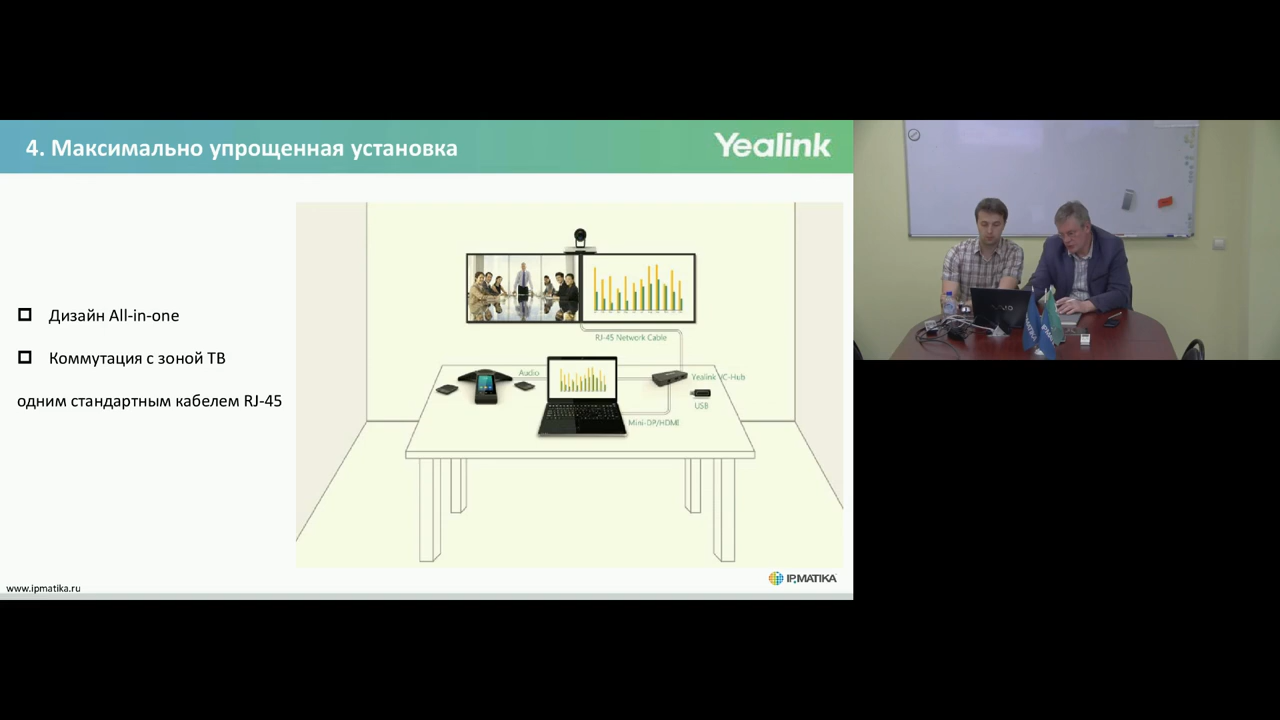 4. Максимально упрощенная установка
Yealink
Дизайн All-in-one
Коммутация с зоной ТВ
одним стандартным кабелем RJ-45
RJ-45 Network Cable
Audio
Yealink VC-Hub
USB
Mini-DP/HDMI
www.ipmatika.ru
IPMATIKA